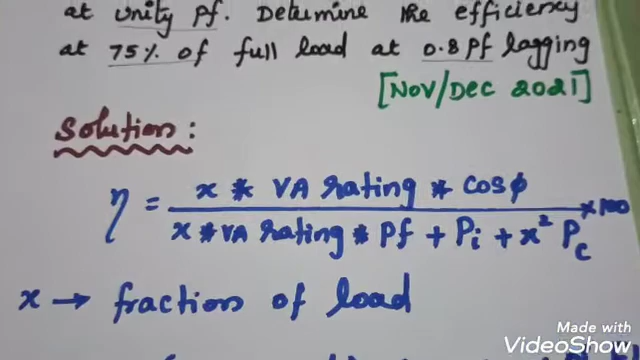 at unity pf. Determine the efficiency
at 75% of full load at 0.8 Pf lagging
[Nov/Dec 2021]
Solution:
η = x * VA rating * cosφ / x * VA rating * Pf + Pi + x² Pc *100
x → fraction of load
Made with
VideoShow